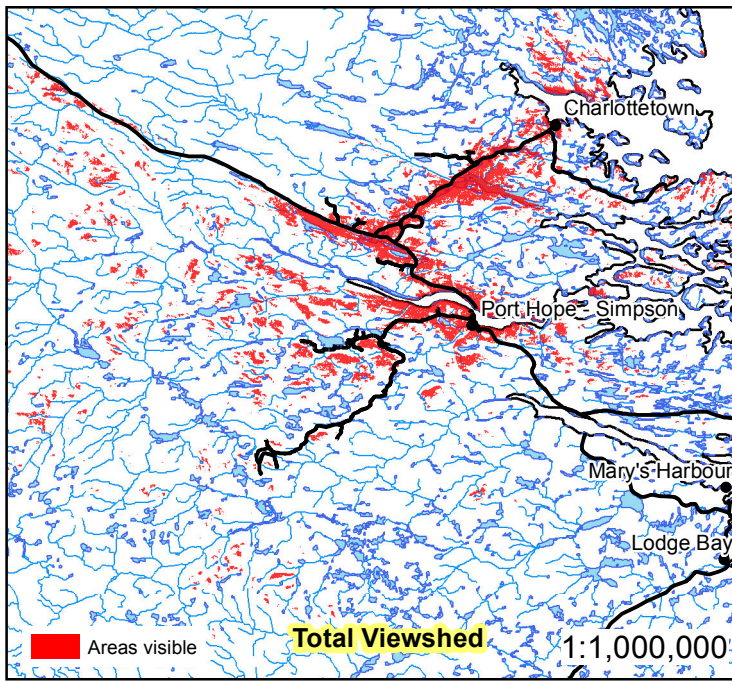 Charlottetown
Port Hope - Simpson
Mary's Harbour
Lodge Bay
Areas visible
Total Viewshed
1:1,000,000